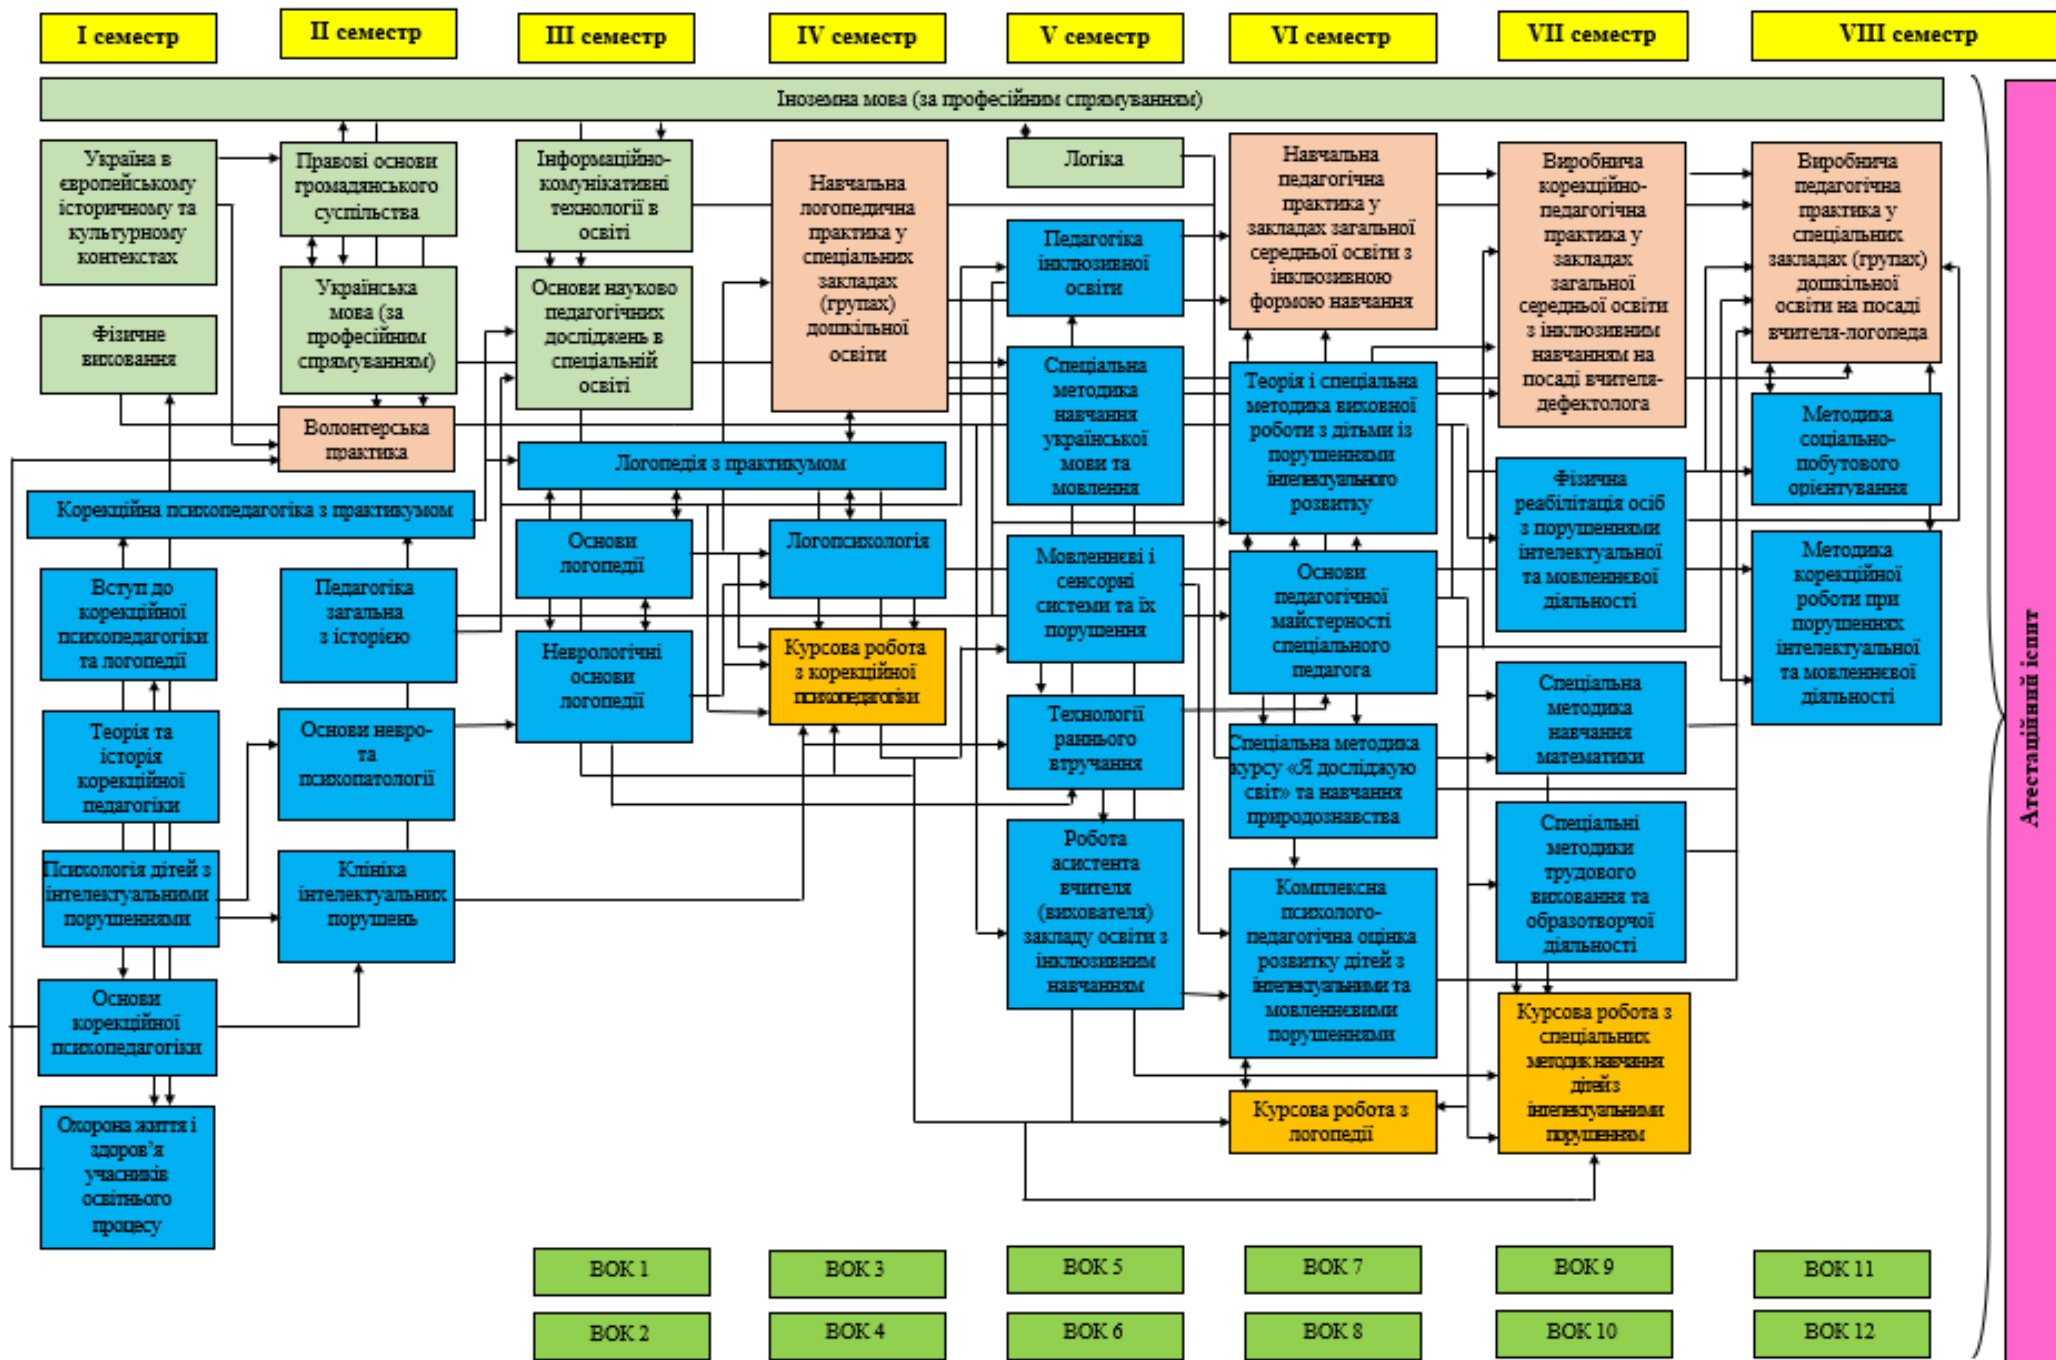 I семестр
II семестр
III семестр
IV семестр
V семестр
VI семестр
VII семестр
VIII семестр
Іноземна мова (за професійним спрямуванням)
Україна в
європейському
історичному та
культурному
контекстах
Фізичне
виховання
Корекційна психопедагогіка з практикумом
Вступ до
корекційної
психопедагогіки
та логопедії
Теорія та
історія
корекційної
педагогіки
Психологія дітей з
інтелектуальними
порушеннями
Основи
корекційної
психопедагогіки
Охорона життя і
здоров’я
учасників
освітнього
процесу
Правові основи
громадянського
суспільства
Українська
мова (за
професійним
спрямуванням)
Волонтерська
практика
Педагогіка
загальна
з історією
Основи невро-
та
психопатології
Клініка
інтелектуальних
порушень
Інформаційно-
комунікативні
технології в
освіті
Основи науково
педагогічних
досліджень в
спеціальній
освіті
Логопедія з практикумом
Основи
логопедії
Неврологічні
основи
логопедії
ВОК 1
ВОК 2
Навчальна
логопедична
практика у
спеціальних
закладах
(групах)
дошкільної
освіти
Логопсихологія
Курсова робота
з корекційної
психопедагогіки
ВОК 3
ВОК 4
Логіка
Педагогіка
інклюзивної
освіти
Спеціальна
методика
навчання
української
мови та
мовлення
Мовленнєві і
сенсорні
системи та їх
порушення
Технології
раннього
втручання
Робота
асистента
вчителя
(вихователя)
закладу освіти з
інклюзивним
навчанням
ВОК 5
ВОК 6
Навчальна
педагогічна
практика у
закладах загальної
середньої освіти з
інклюзивною
формою навчання
Теорія і спеціальна
методика виховної
роботи з дітьми із
порушеннями
інтелектуального
розвитку
Основи
педагогічної
майстерності
спеціального
педагога
Спеціальна методика
курсу «Я досліджую
світ» та навчання
природознавства
Комплексна
психолого-
педагогічна оцінка
розвитку дітей з
інтелектуальними та
мовленнєвими
порушеннями
Курсова робота з
логопедії
ВОК 7
ВОК 8
Виробнича
корекційно-
педагогічна
практика у
закладах
загальної
середньої освіти
з інклюзивним
навчанням на
посаді вчителя-
дефектолога
Фізична
реабілітація осіб
з порушеннями
інтелектуальної
та мовленнєвої
діяльності
Спеціальна
методика
навчання
математики
Спеціальні
методики
трудового
виховання та
образотворчої
діяльності
Курсова робота з
спеціальних
методик навчання
дітей з
інтелектуальними
порушенням
ВОК 9
ВОК 10
Виробнича
педагогічна
практика у
спеціальних
закладах (групах)
дошкільної
освіти на посаді
вчителя-логопеда
Методика
соціально-
побутового
орієнтування
Методика
корекційної
роботи при
порушеннях
інтелектуальної
та мовленнєвої
діяльності
ВОК 11
ВОК 12
Атестаційний іспит